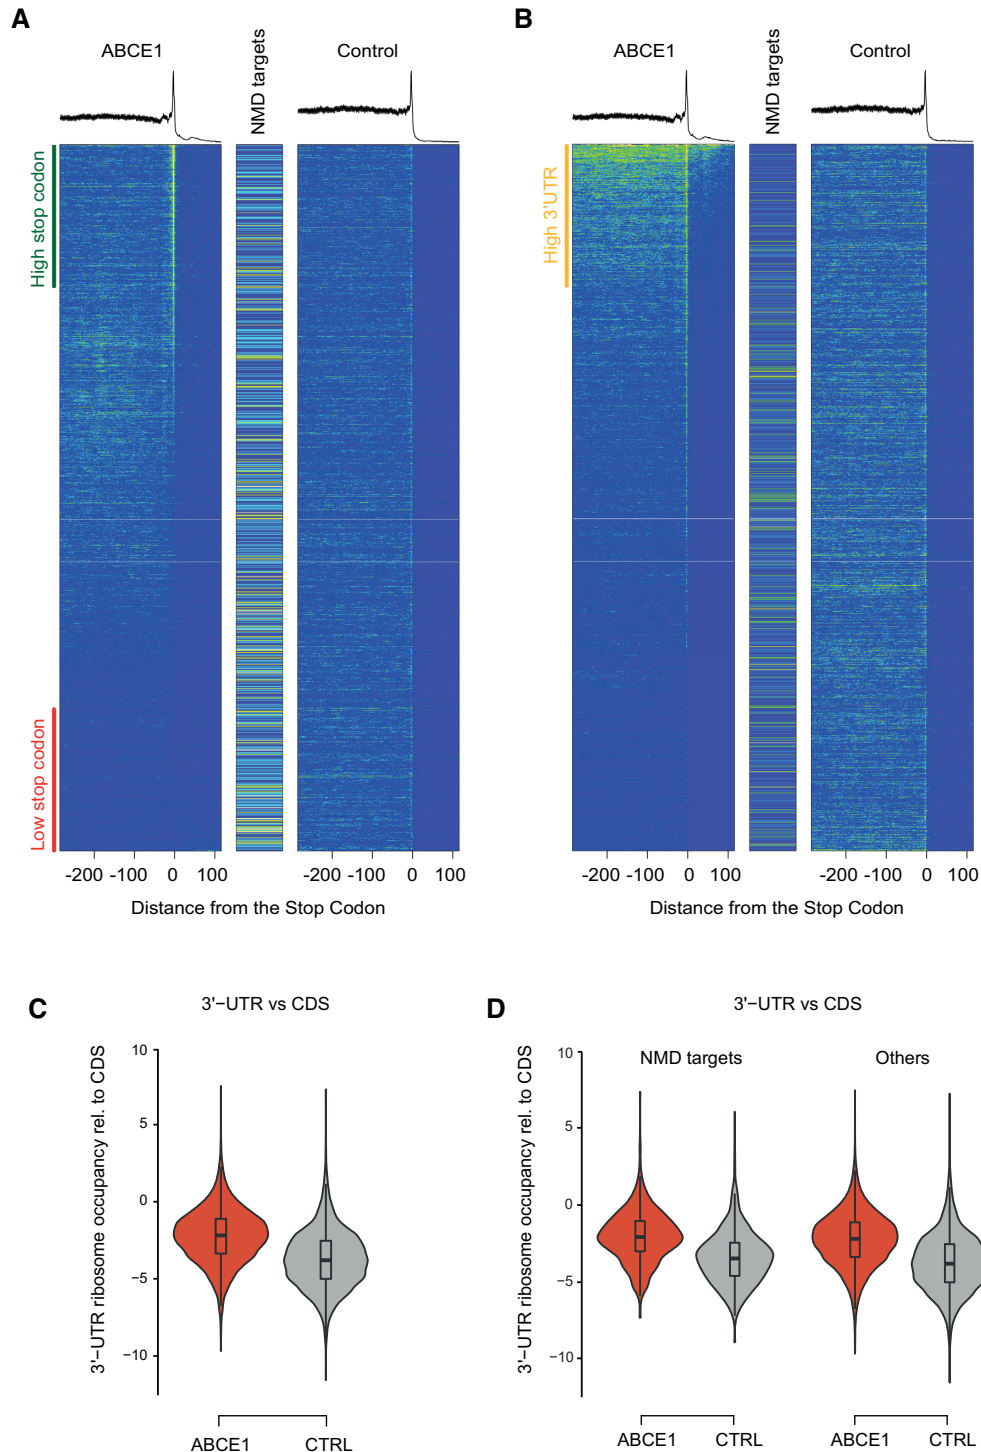 A
ABCE1
NMD targets
Control
High stop codon
Low stop codon
-200 -100 0 100
-200 -100 0 100
Distance from the Stop Codon
B
ABCE1
NMD targets
Control
High 3'UTR
-200 -100 0 100
-200 -100 0 100
Distance from the Stop Codon
C
3'−UTR vs CDS
3'−UTR ribosome occupancy rel. to CDS
10
5
0
−5
−10
ABCE1
CTRL
D
3'−UTR vs CDS
3'−UTR ribosome occupancy rel. to CDS
NMD targets
Others
10
5
0
−5
−10
ABCE1
CTRL
ABCE1
CTRL